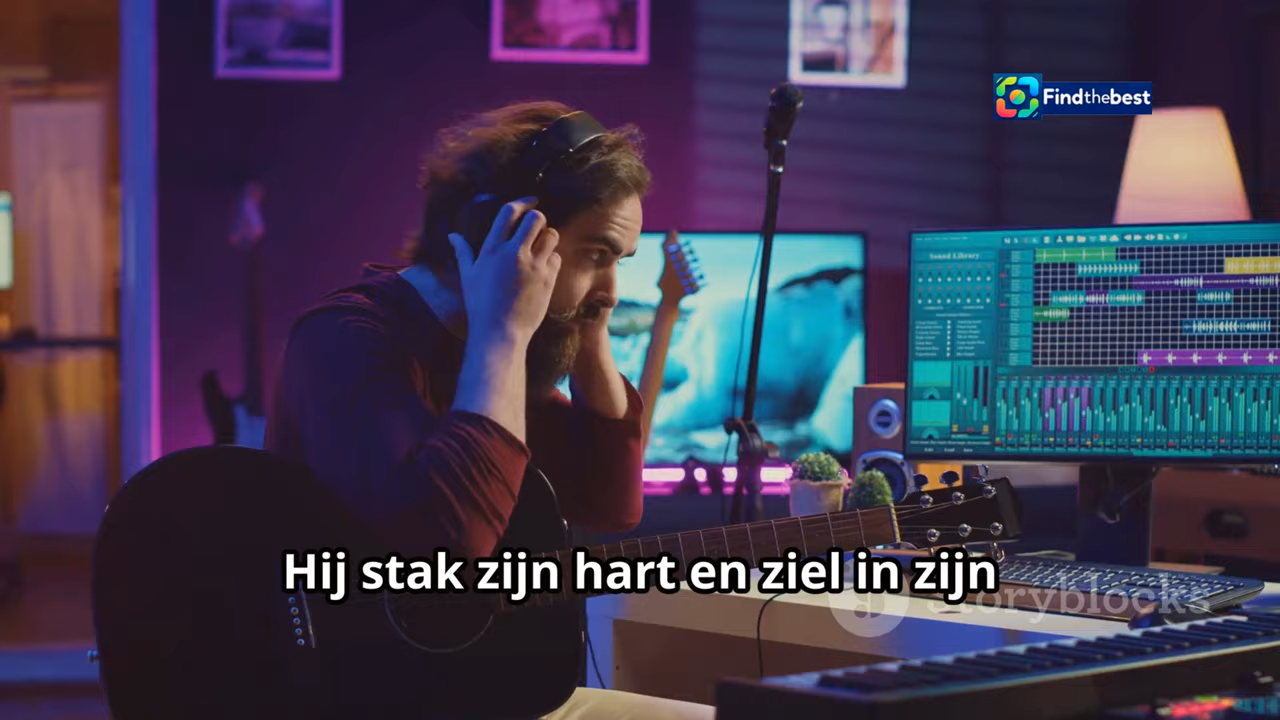 Findthebest
Sound Library
Hij stak zijn hart en ziel in zijn
Storyblocks